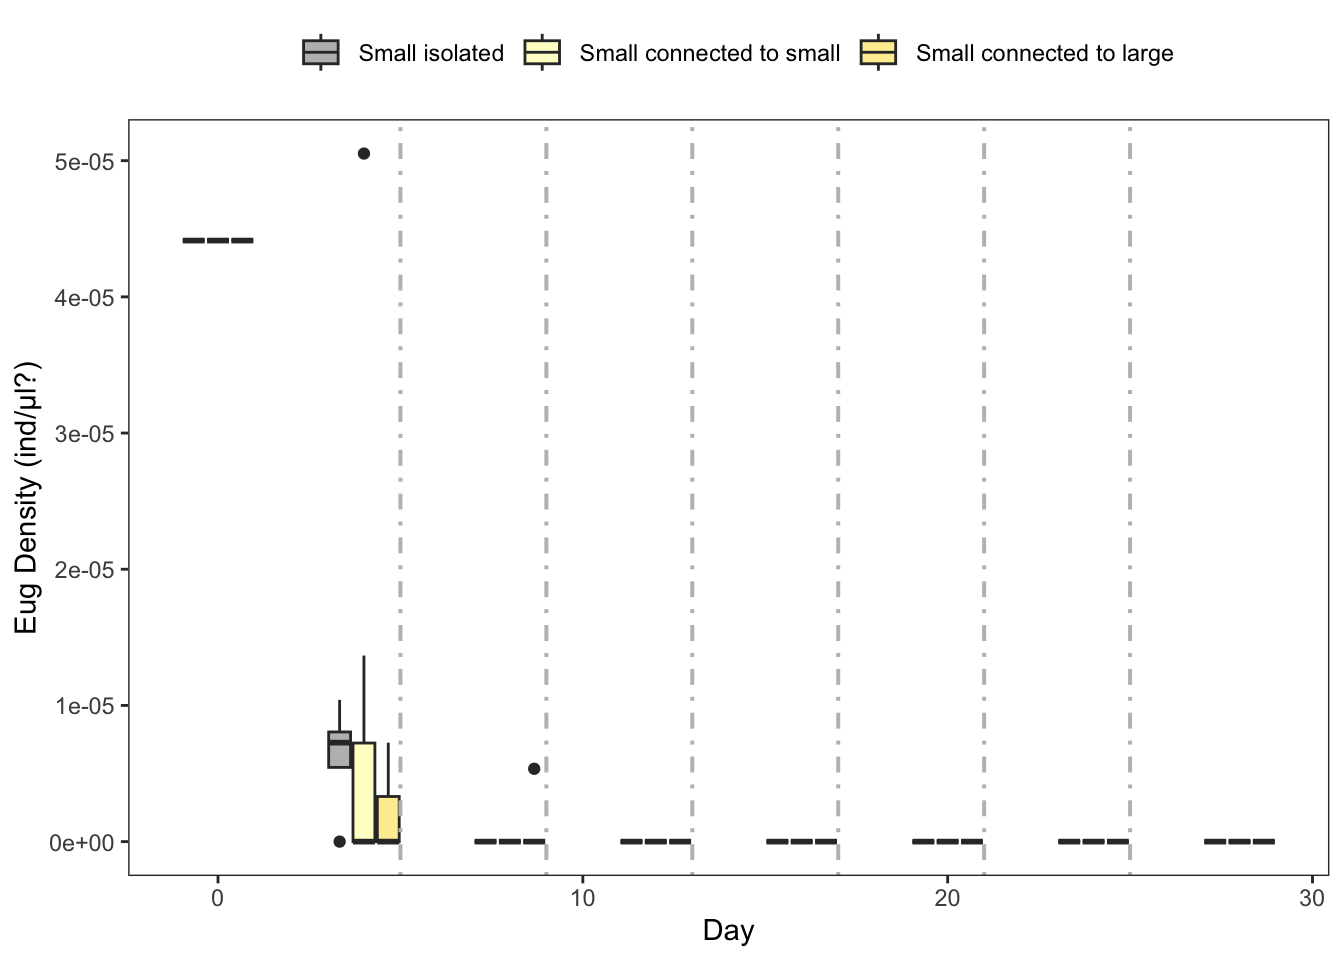 Small isolated Small connected to small Small connected to large
5e-05
4e-05
3e-05
2e-05
1e-05
0e+00
Eug Density (ind/µl?)
0 10 20 30
Day